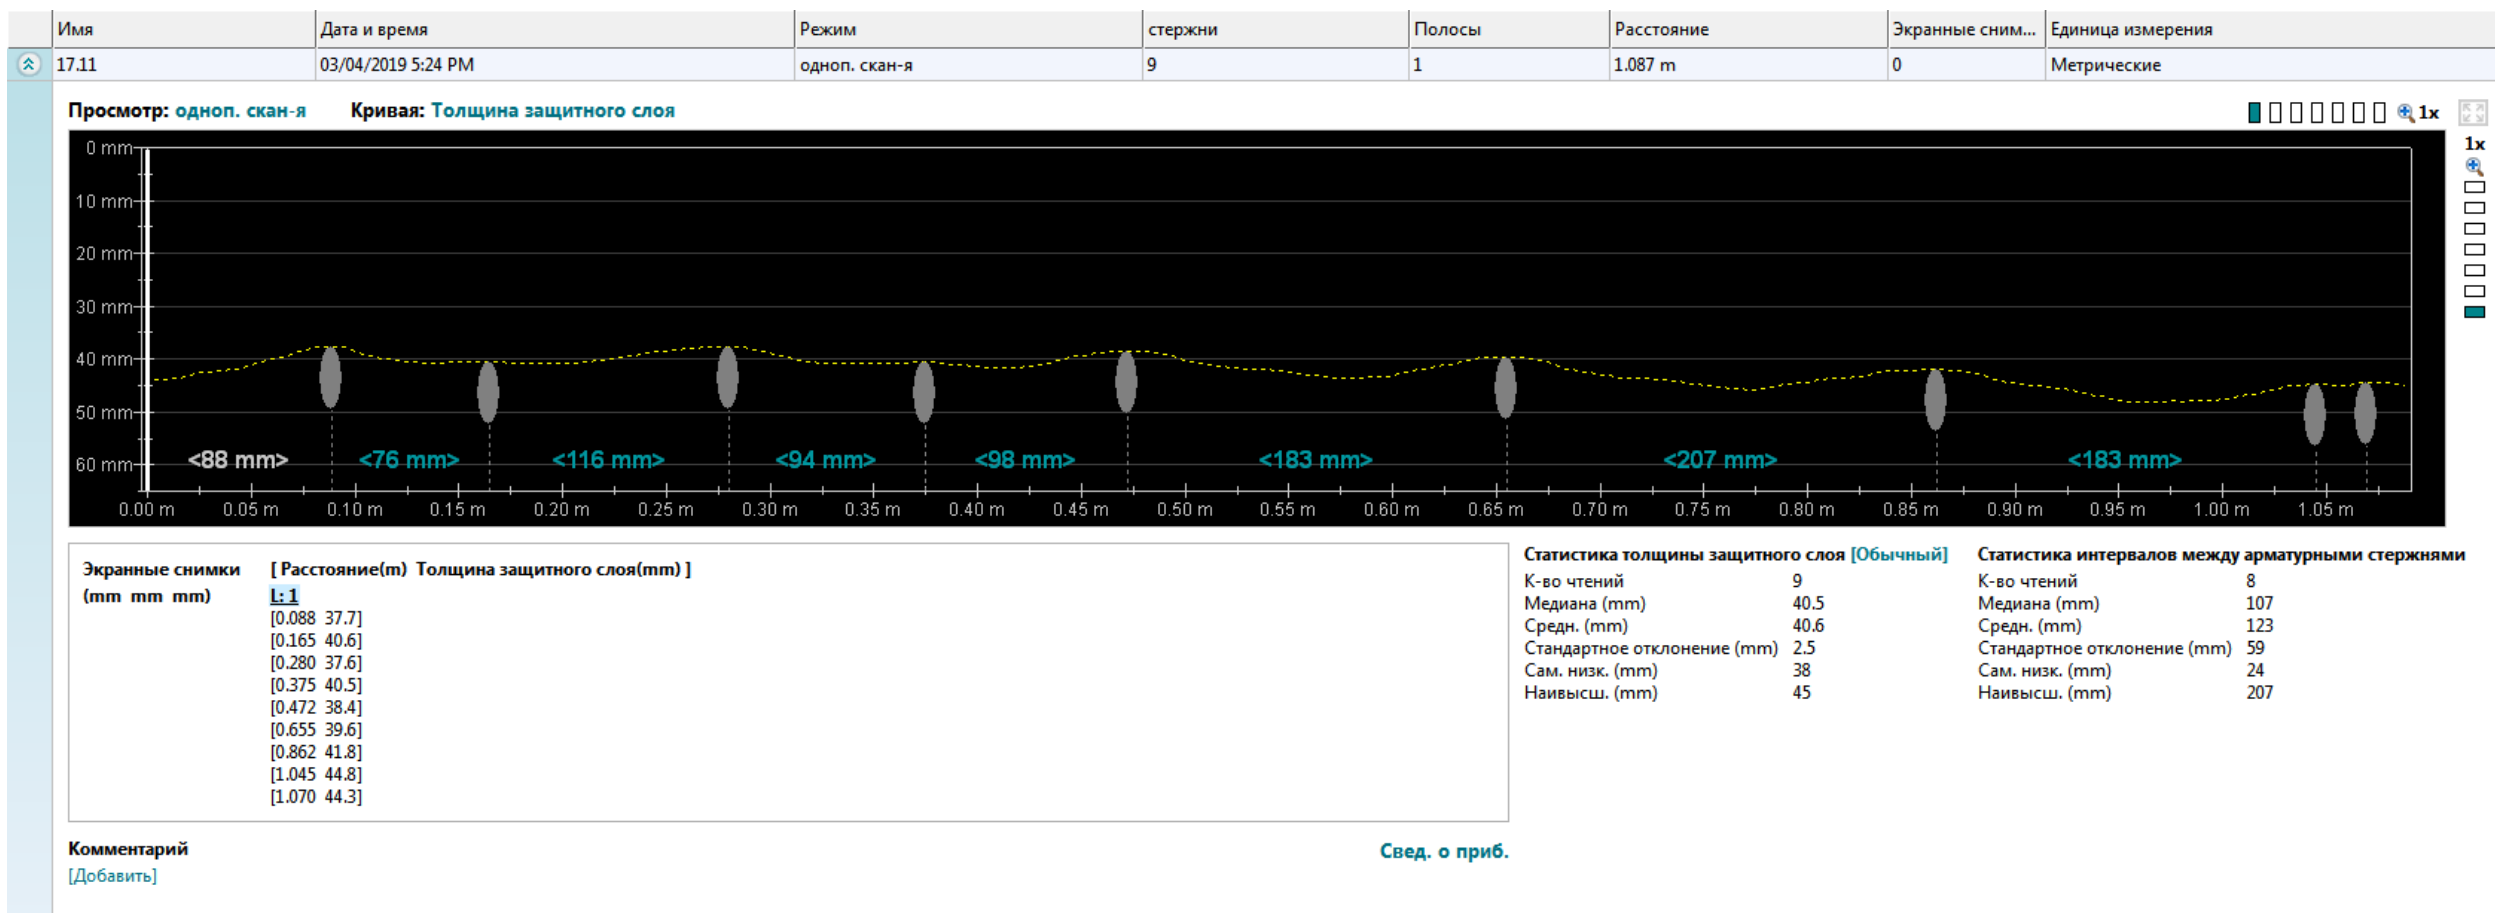 Имя Дата и время Режим стержни Полосы Расстояние Экранные сним... Единица измерения
17.11 03/04/2019 5:24 PM одноп. скан-я 9 1 1.087 m 0 Метрические
Просмотр: одноп. скан-я Кривая: Толщина защитного слоя 1x
1x
0 mm
10 mm
20 mm
30 mm
40 mm
50 mm
60 mm
<88 mm> <76 mm> <116 mm> <94 mm> <98 mm> <183 mm> <207 mm> <183 mm>
0.00 m 0.05 m 0.10 m 0.15 m 0.20 m 0.25 m 0.30 m 0.35 m 0.40 m 0.45 m 0.50 m 0.55 m 0.60 m 0.65 m 0.70 m 0.75 m 0.80 m 0.85 m 0.90 m 0.95 m 1.00 m 1.05 m
Экранные снимки
(mm mm mm)
[ Расстояние(m) Толщина защитного слоя(mm) ]
L: 1
[0.088 37.7]
[0.165 40.6]
[0.280 37.6]
[0.375 40.5]
[0.472 38.4]
[0.655 39.6]
[0.862 41.8]
[1.045 44.8]
[1.070 44.3]
Статистика толщины защитного слоя [Обычный]
К-во чтений 9
Медиана (mm) 40.5
Средн. (mm) 40.6
Стандартное отклонение (mm) 2.5
Сам. низк. (mm) 38
Наивысш. (mm) 45
Статистика интервалов между арматурными стержнями
К-во чтений 8
Медиана (mm) 107
Средн. (mm) 123
Стандартное отклонение (mm) 59
Сам. низк. (mm) 24
Наивысш. (mm) 207
Комментарий
[Добавить]
Свед. о приб.